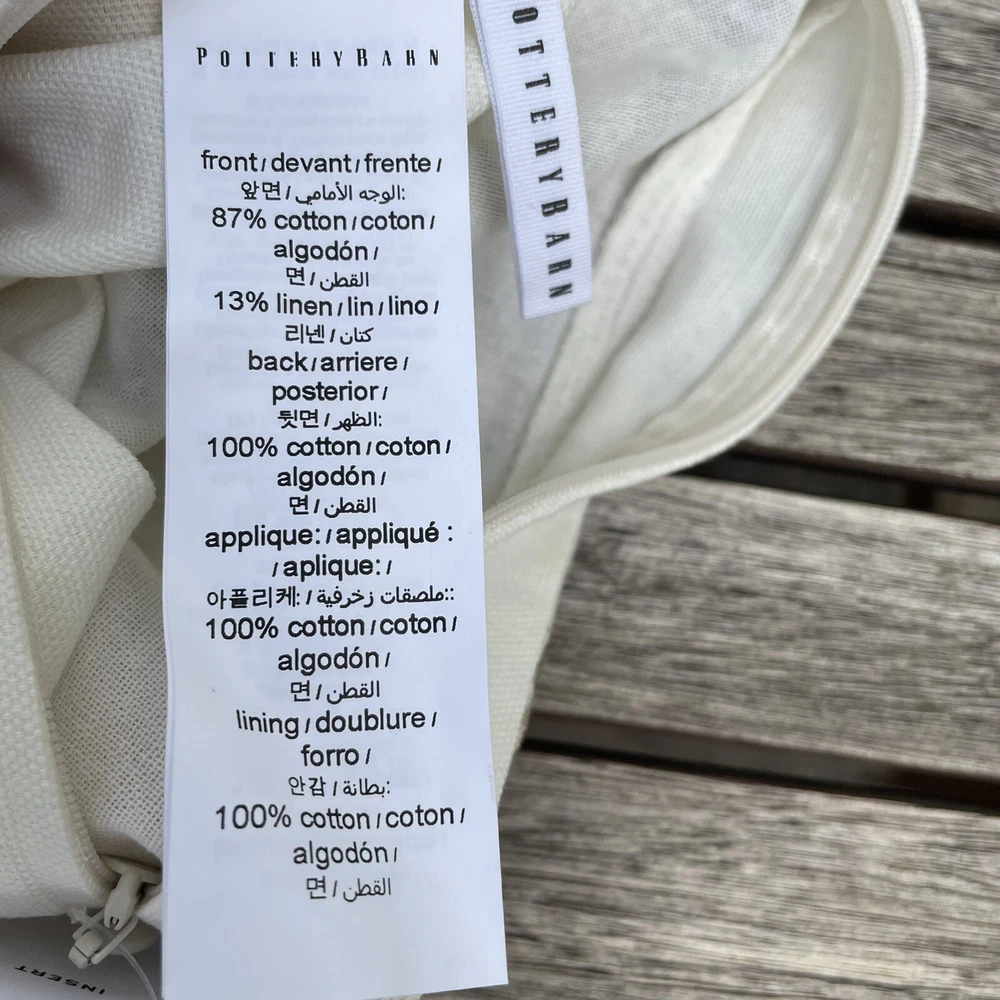 POTTERYBARN
front / devant / frente /
앞면 / الوجه الأمامي:
87% cotton / coton /
algodón /
면 / القطن
13% linen / lin / lino /
리넨 / كتان
back / arriere /
posterior /
뒷면 / الظهر:
100% cotton / coton /
algodón /
면 / القطن
applique: / appliqué :
/ aplique: /
아플리케: / ملصقات زخرفية::
100% cotton / coton /
algodón /
면 / القطن
lining / doublure /
forro /
안감 / بطانة:
100% cotton / coton /
algodón /
면 / القطن
OTTERYBARN
INSERT